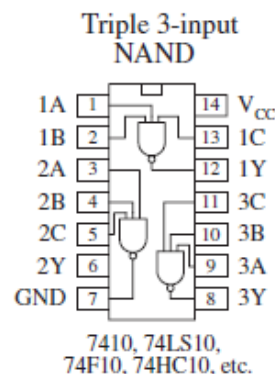 Triple 3-input
NAND
1A 1 14 VCC
1B 2 13 1C
2A 3 12 1Y
2B 4 11 3C
2C 5 10 3B
2Y 6 9 3A
GND 7 8 3Y
7410, 74LS10,
74F10, 74HC10, etc.